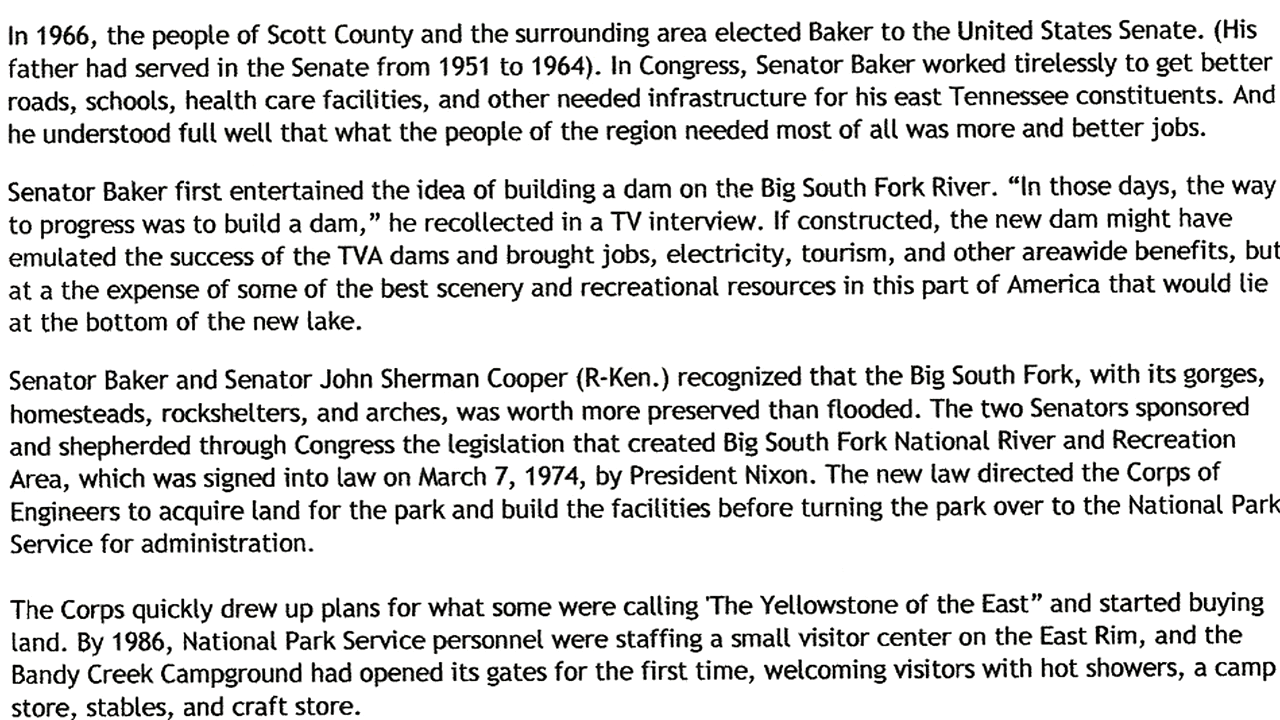 In 1966, the people of Scott County and the surrounding area elected Baker to the United States Senate. (His
father had served in the Senate from 1951 to 1964). In Congress, Senator Baker worked tirelessly to get better
roads, schools, health care facilities, and other needed infrastructure for his east Tennessee constituents. And
he understood full well that what the people of the region needed most of all was more and better jobs.
Senator Baker first entertained the idea of building a dam on the Big South Fork River. “In those days, the way
to progress was to build a dam,” he recollected in a TV interview. If constructed, the new dam might have
emulated the success of the TVA dams and brought jobs, electricity, tourism, and other areawide benefits, but
at a the expense of some of the best scenery and recreational resources in this part of America that would lie
at the bottom of the new lake.
Senator Baker and Senator John Sherman Cooper (R-Ken.) recognized that the Big South Fork, with its gorges,
homesteads, rockshelters, and arches, was worth more preserved than flooded. The two Senators sponsored
and shepherded through Congress the legislation that created Big South Fork National River and Recreation
Area, which was signed into law on March 7, 1974, by President Nixon. The new law directed the Corps of
Engineers to acquire land for the park and build the facilities before turning the park over to the National Park
Service for administration.
The Corps quickly drew up plans for what some were calling 'The Yellowstone of the East” and started buying
land. By 1986, National Park Service personnel were staffing a small visitor center on the East Rim, and the
Bandy Creek Campground had opened its gates for the first time, welcoming visitors with hot showers, a camp
store, stables, and craft store.